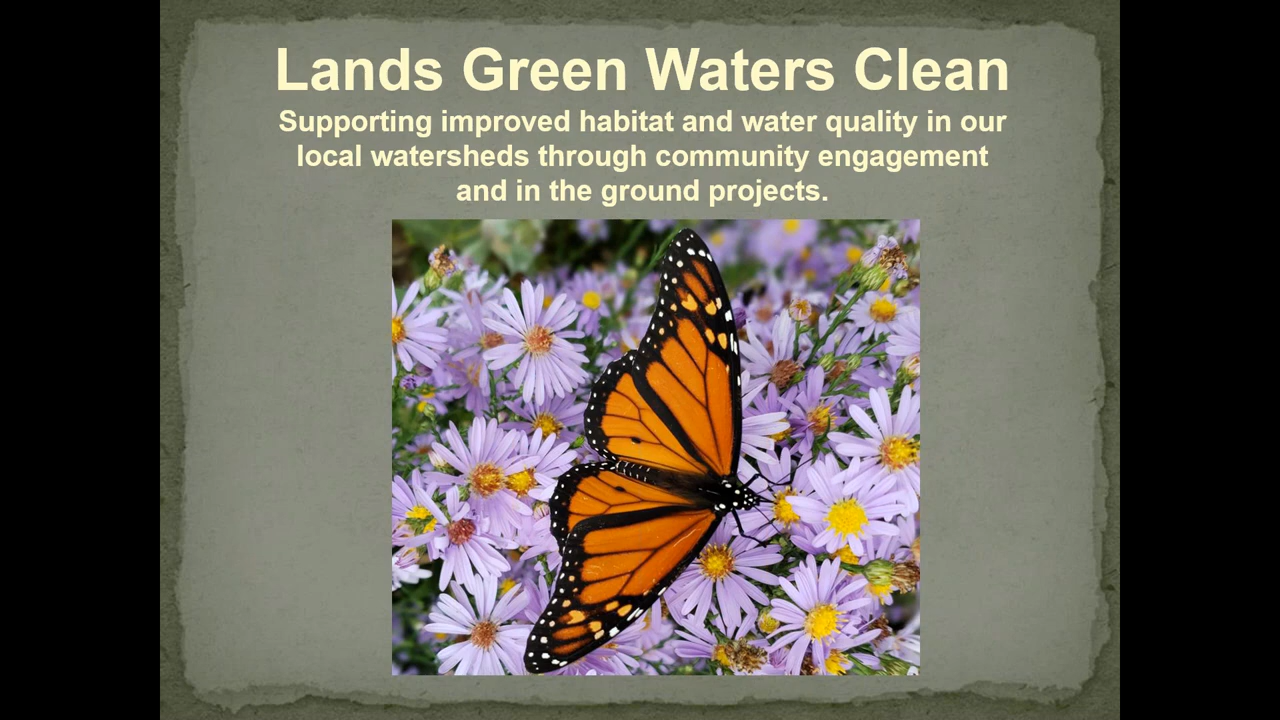 Lands Green Waters Clean
Supporting improved habitat and water quality in our
local watersheds through community engagement
and in the ground projects.